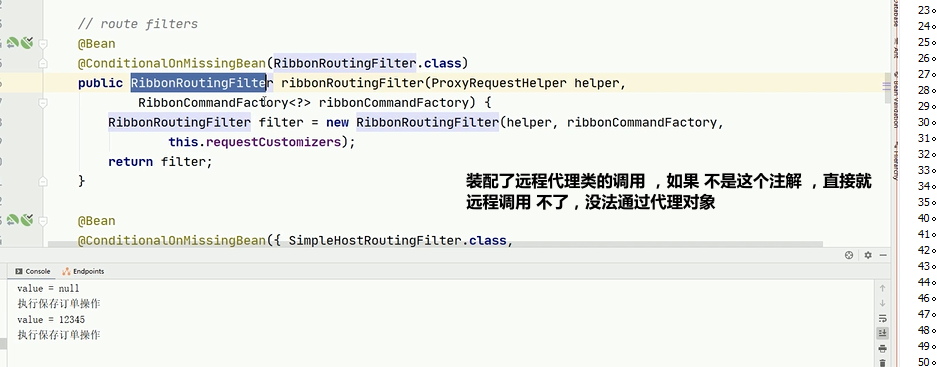 // route filters
@Bean
@ConditionalOnMissingBean(RibbonRoutingFilter.class)
public RibbonRoutingFilter ribbonRoutingFilter(ProxyRequestHelper helper,
RibbonCommandFactory<?> ribbonCommandFactory) {
RibbonRoutingFilter filter = new RibbonRoutingFilter(helper, ribbonCommandFactory,
this.requestCustomizers);
return filter;
}
装配了远程代理类的调用 ，如果 不是这个注解 ，直接就
远程调用 不了，没法通过代理对象
@Bean
@ConditionalOnMissingBean({ SimpleHostRoutingFilter.class,
Console
Endpoints
value = null
执行保存订单操作
value = 12345
执行保存订单操作
Ant
Bean Validation
Hierarchy
23
24
25
26
27
28
29
30
31
32
33
34
35
38
39
40
41
42
43
44
45
46
47
48
49
50